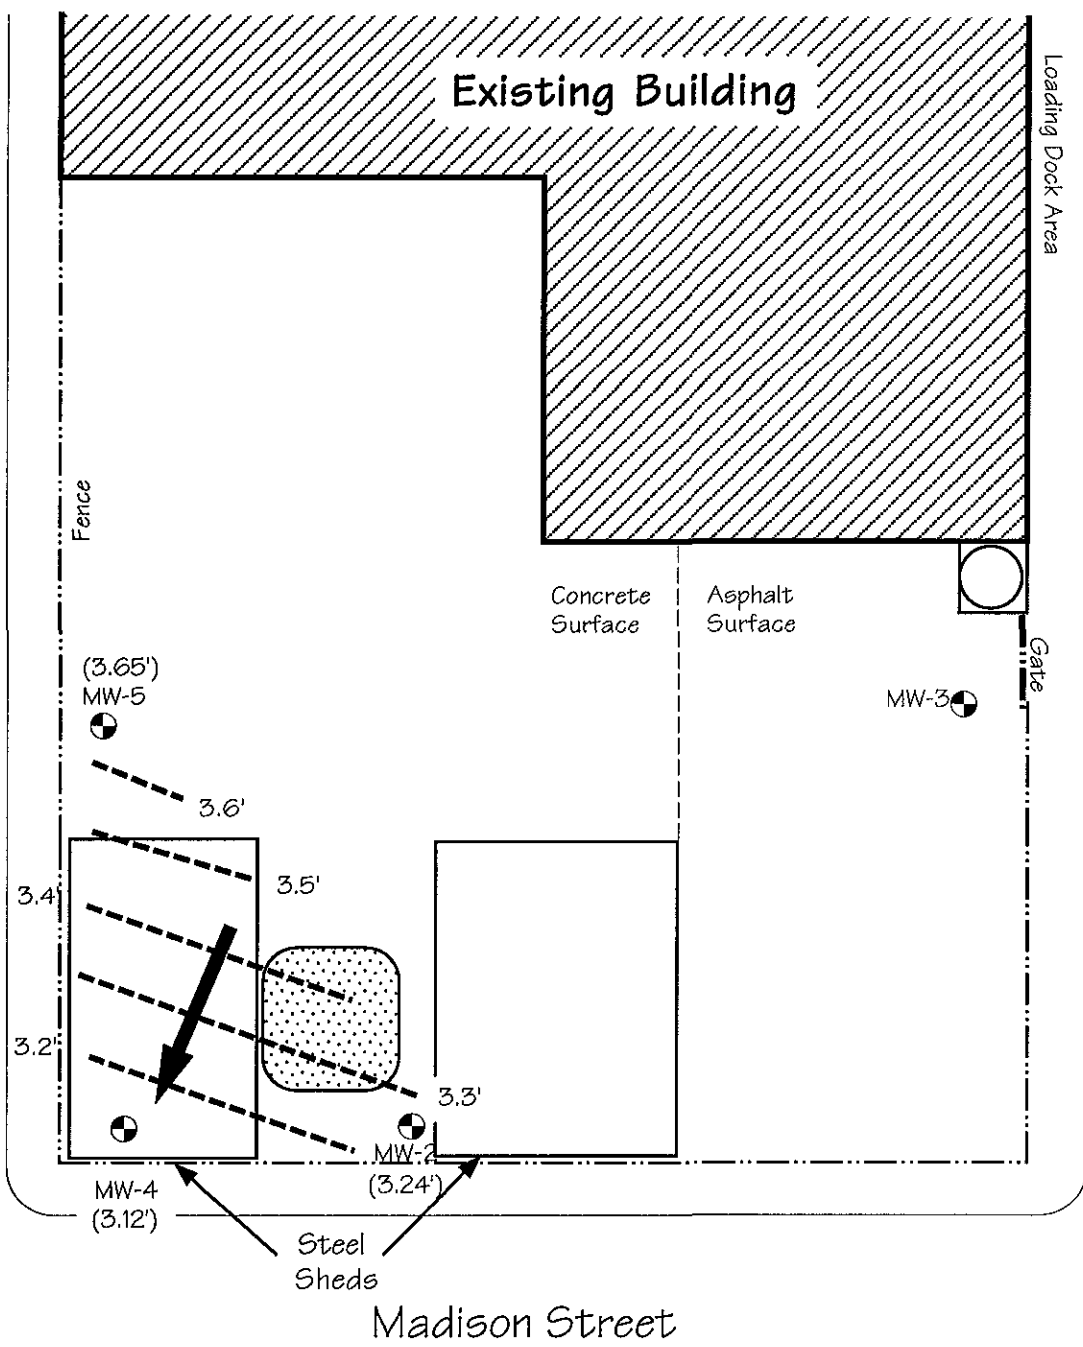 Existing Building
Loading Dock Area
Fence
Concrete
Surface
Asphalt
Surface
Gate
(3.65')
MW-5
MW-3
3.6'
3.5'
3.4'
3.2'
3.3'
MW-2
(3.24')
MW-4
(3.12')
Steel
Sheds
Madison Street